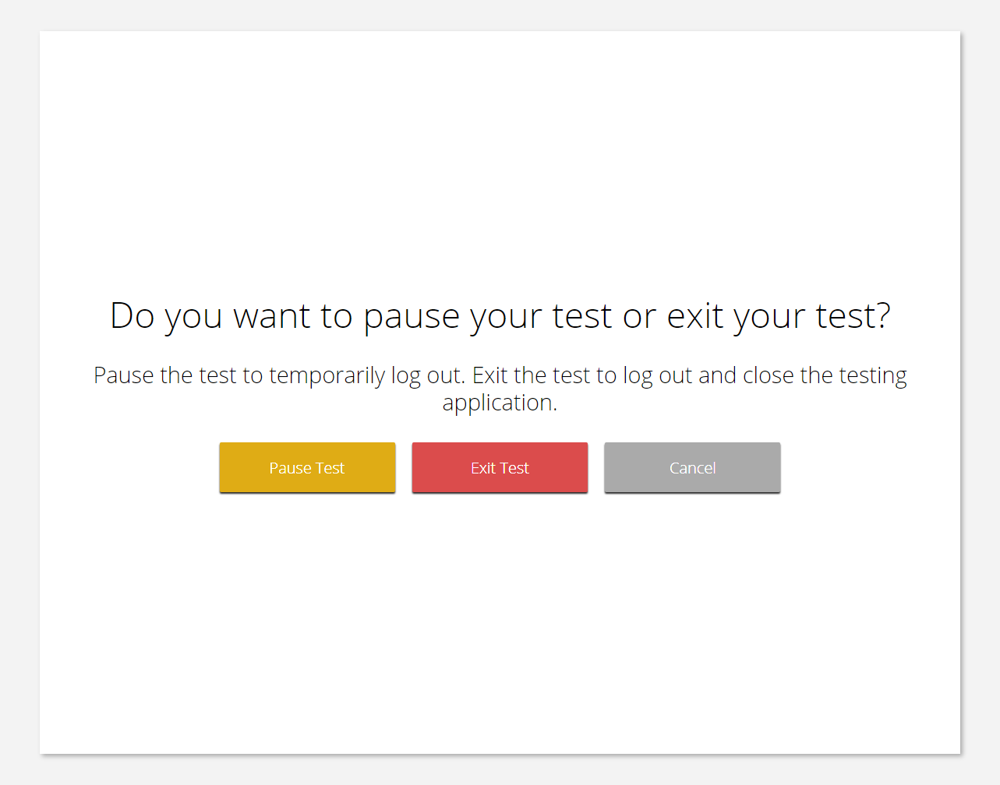 Do you want to pause your test or exit your test?
Pause the test to temporarily log out. Exit the test to log out and close the testing
application.
Pause Test
Exit Test
Cancel